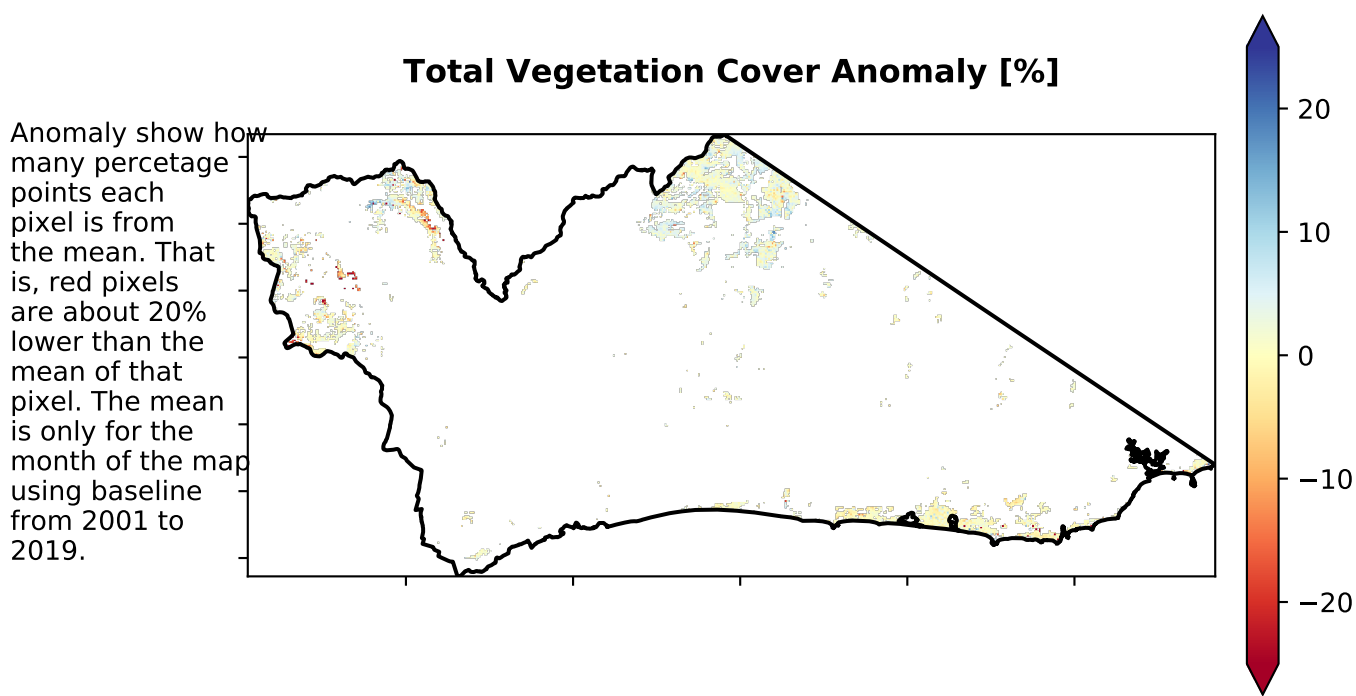 Total Vegetation Cover Anomaly [%]
Anomaly show how
many percetage
points each
pixel is from
the mean. That
is, red pixels
are about 20%
lower than the
mean of that
pixel. The mean
is only for the
month of the map
using baseline
from 2001 to
2019.
20
10
0
−10
−20